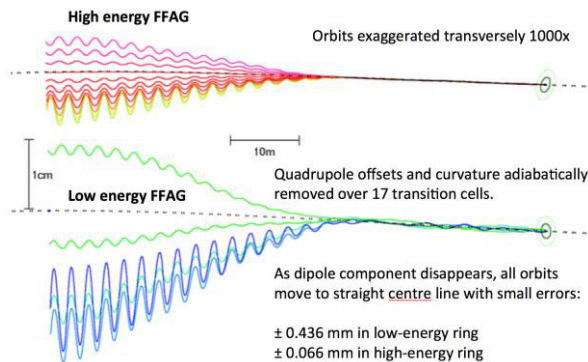 High energy FFAG
Orbits exaggerated transversely 1000x
10m
1cm
Quadrupole offsets and curvature adiabatically
removed over 17 transition cells.
Low energy FFAG
As dipole component disappears, all orbits
move to straight centre line with small errors:
± 0.436 mm in low-energy ring
± 0.066 mm in high-energy ring